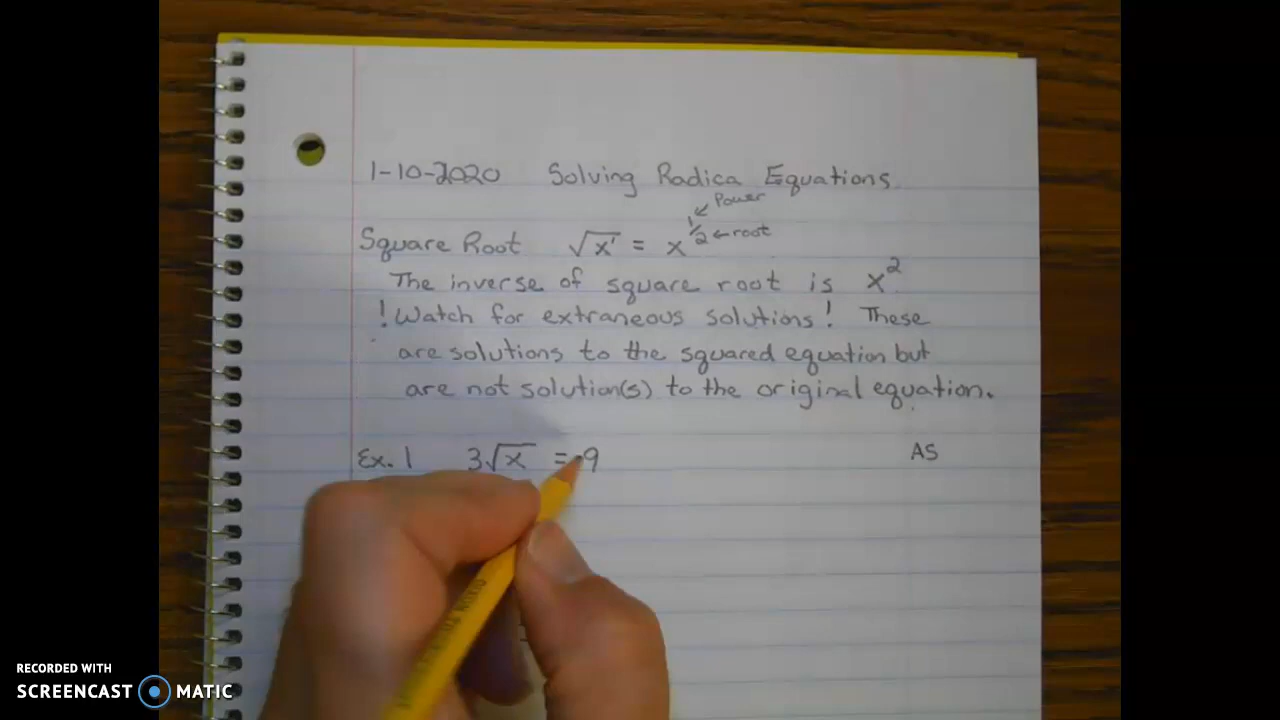 1-10-2020 Solving Radica Equations
← Power
Square Root √x = x^1/2 ← root
The inverse of square root is x²
! Watch for extraneous solutions! These
are solutions to the squared equation but
are not solution(s) to the original equation.
Ex. 1 3√x = -9 AS
RECORDED WITH
SCREENCAST MATIC